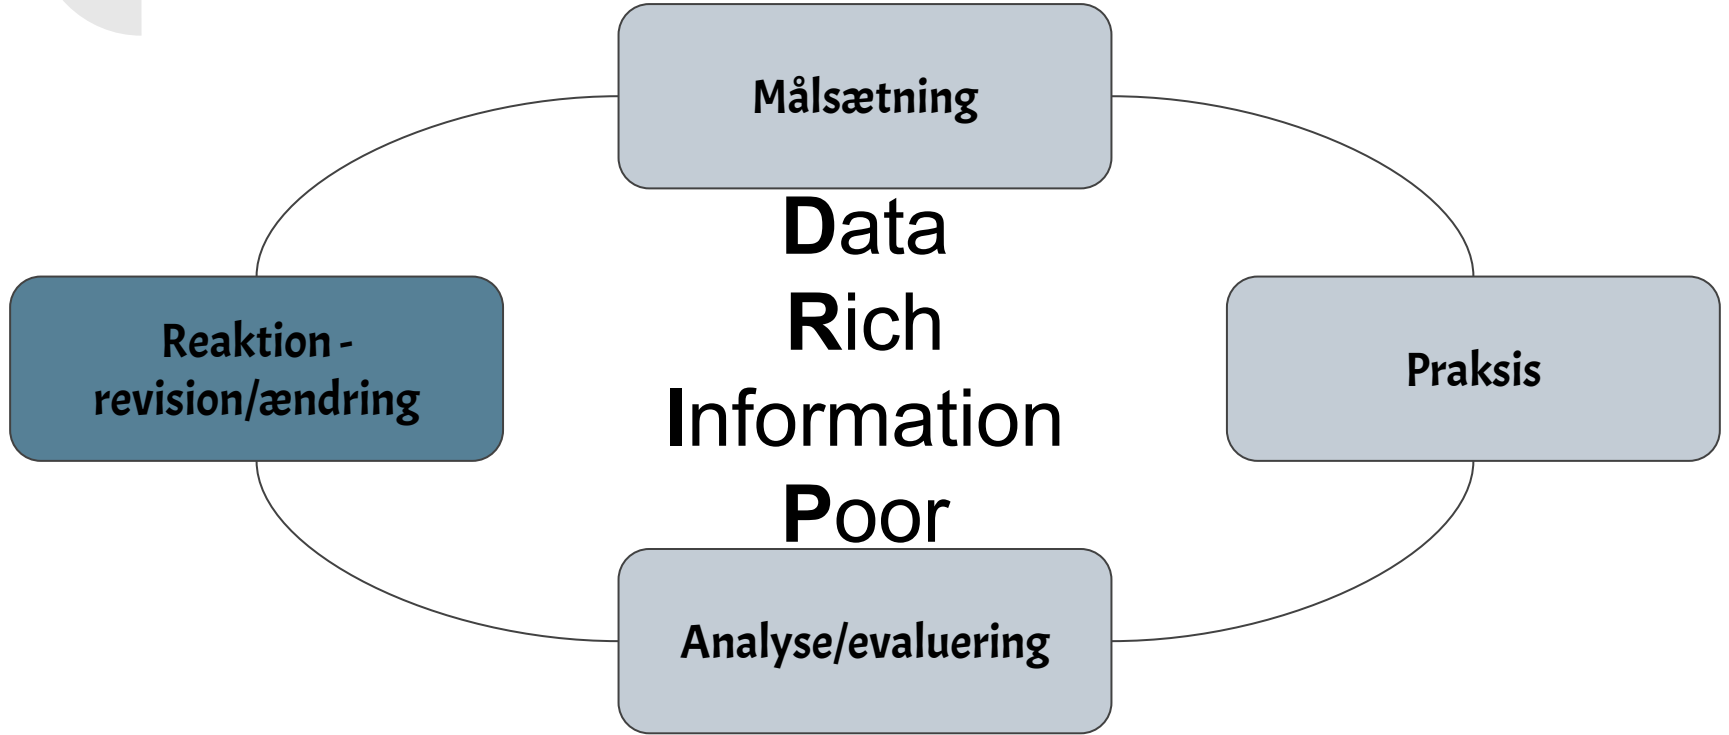 Målsætning
Data
Rich
Information
Poor
Reaktion -
revision/ændring
Praksis
Analyse/evaluering